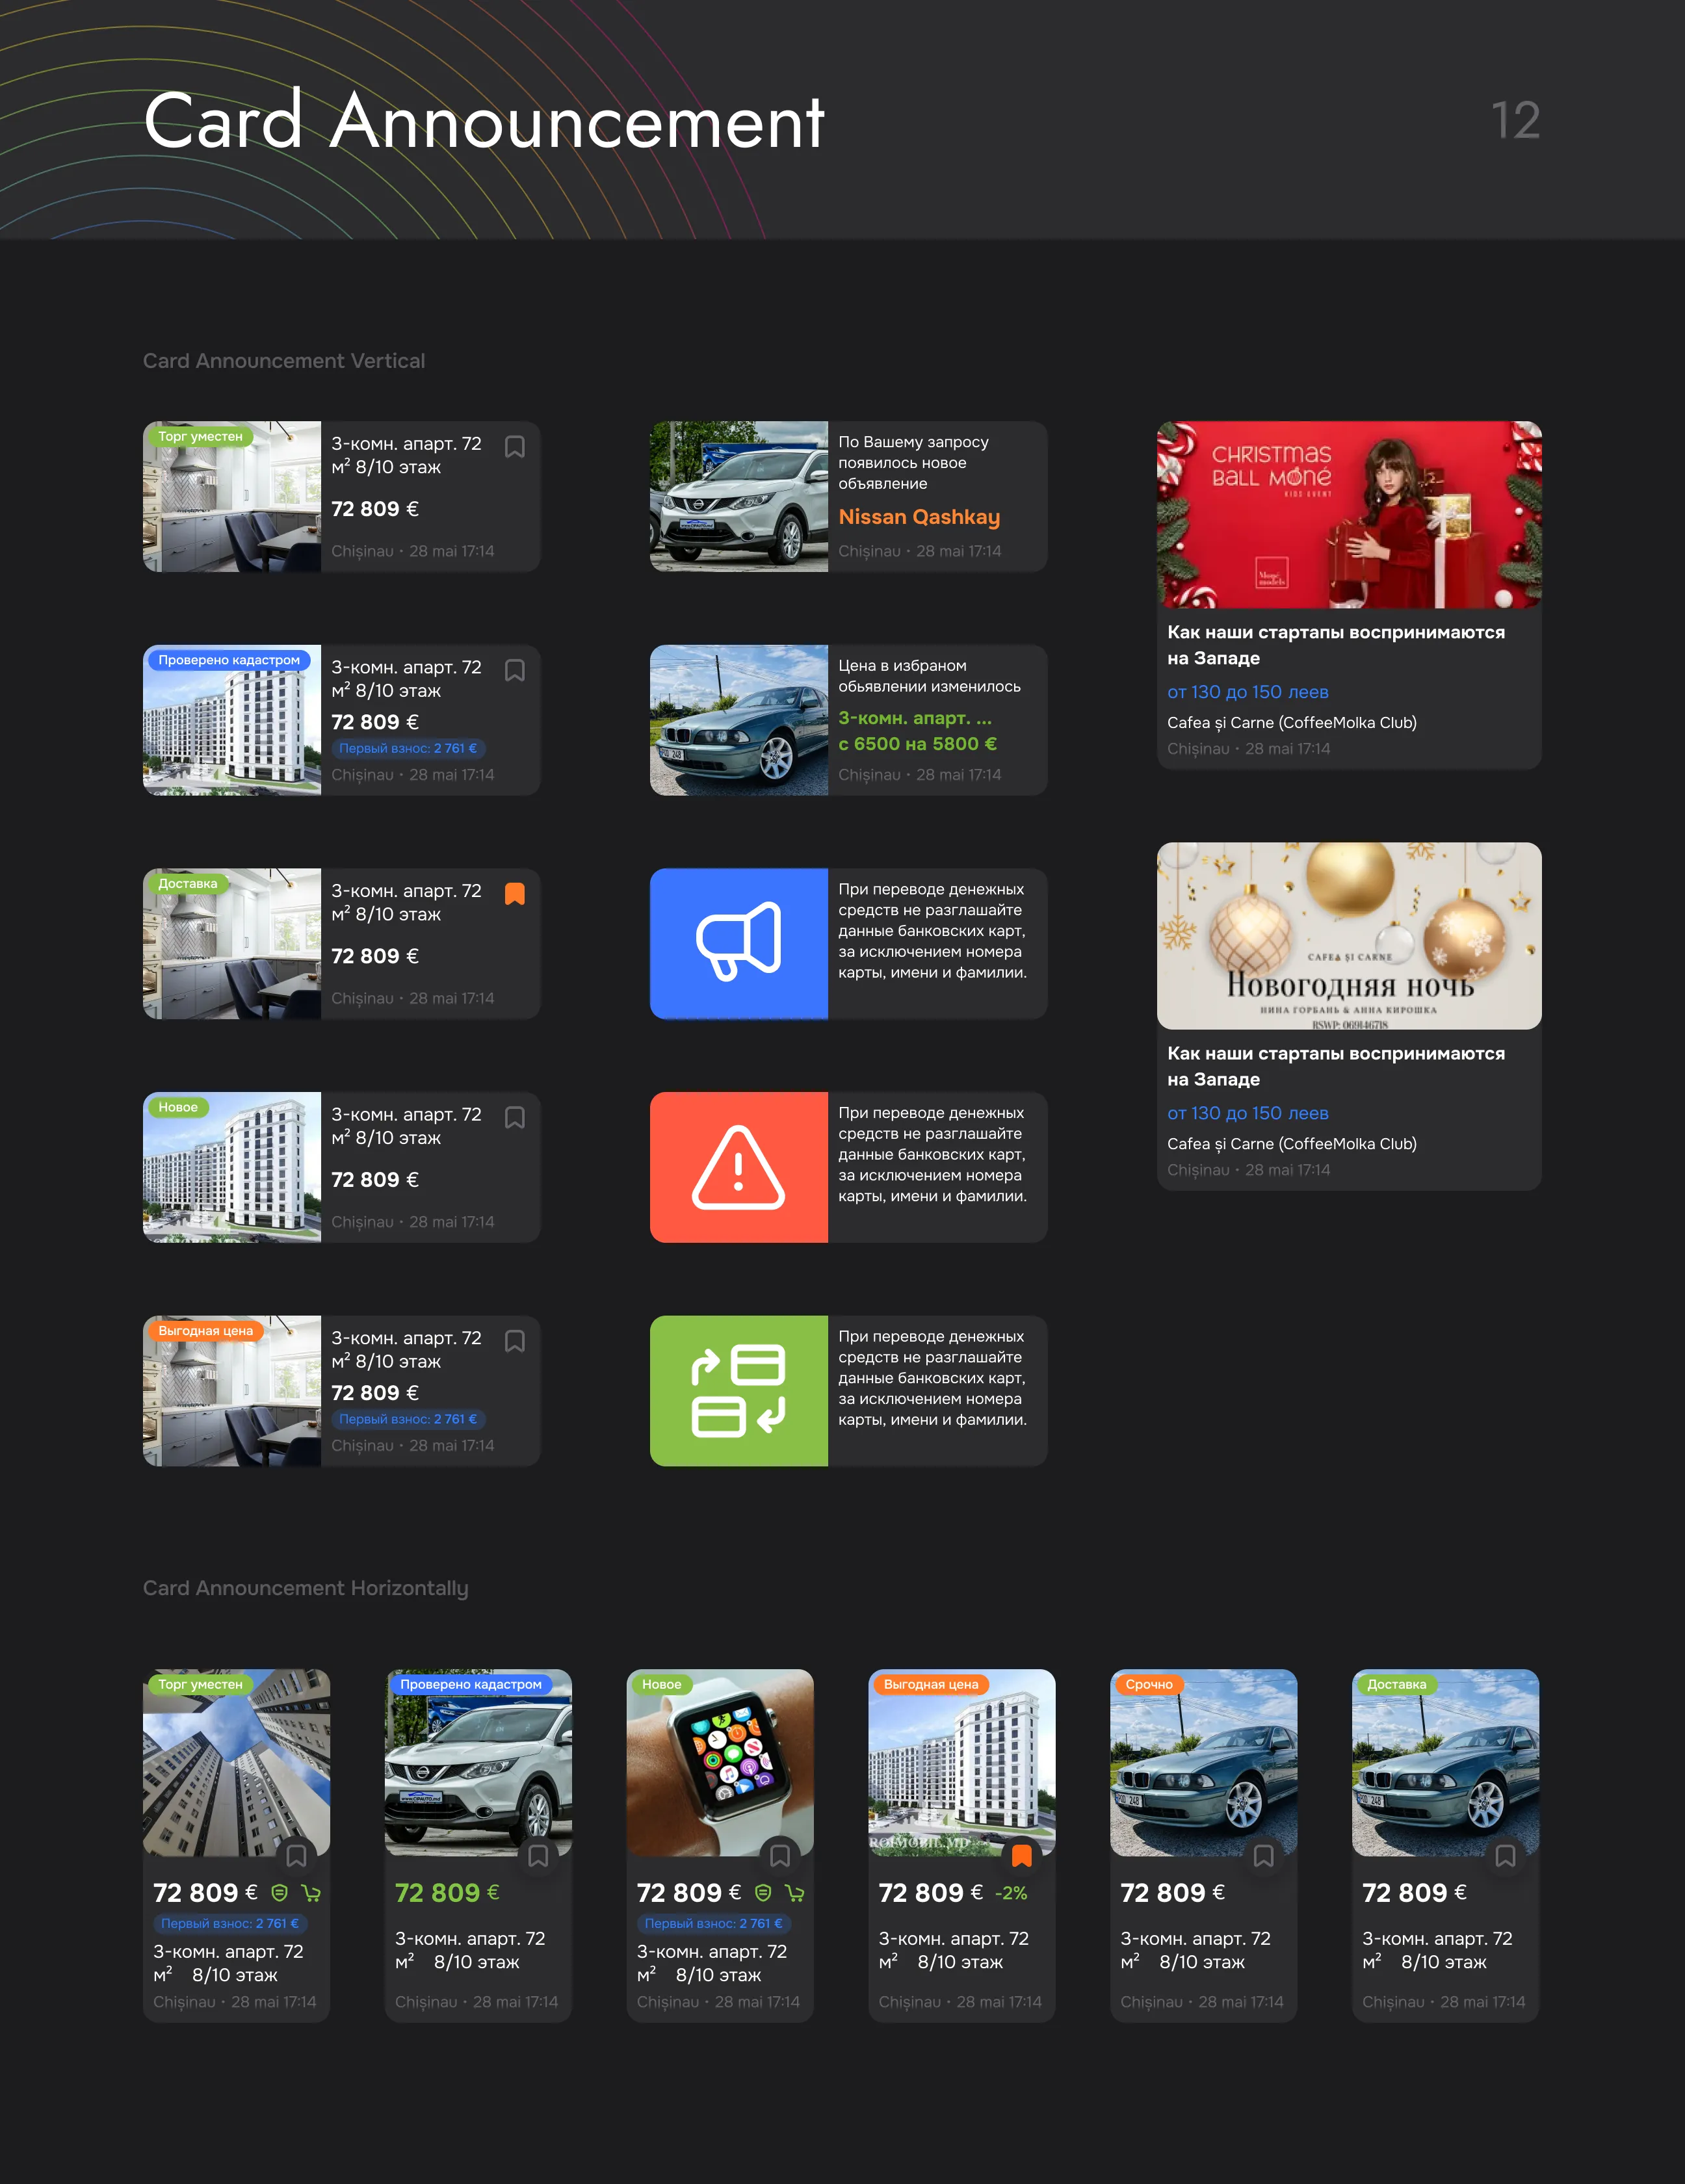 Card Announcement
12
Card Announcement Vertical
Торг уместен
3-комн. апарт. 72
м² 8/10 этаж
72 809 €
Chișinau • 28 mai 17:14
Проверено кадастром
3-комн. апарт. 72
м² 8/10 этаж
72 809 €
Первый взнос: 2 761 €
Chișinau • 28 mai 17:14
Доставка
3-комн. апарт. 72
м² 8/10 этаж
72 809 €
Chișinau • 28 mai 17:14
Новое
3-комн. апарт. 72
м² 8/10 этаж
72 809 €
Chișinau • 28 mai 17:14
Выгодная цена
3-комн. апарт. 72
м² 8/10 этаж
72 809 €
Первый взнос: 2 761 €
Chișinau • 28 mai 17:14
По Вашему запросу
появилось новое
объявление
Nissan Qashkay
Chișinau • 28 mai 17:14
Цена в избраном
обьявлении изменилось
3-комн. апарт. ...
с 6500 на 5800 €
Chișinau • 28 mai 17:14
При переводе денежных
средств не разглашайте
данные банковских карт,
за исключением номера
карты, имени и фамилии.
При переводе денежных
средств не разглашайте
данные банковских карт,
за исключением номера
карты, имени и фамилии.
При переводе денежных
средств не разглашайте
данные банковских карт,
за исключением номера
карты, имени и фамилии.
CHRISTMAS
BALL MONÉ
KIDS EVENT
Moné
models
Как наши стартапы воспринимаются
на Западе
от 130 до 150 леев
Cafea și Carne (CoffeeMolka Club)
Chișinau • 28 mai 17:14
CAFEA ȘI CARNE
Новогодняя ночь
НИНА ГОРБАНЬ & АННА КИРОШКА
RSWP: 069146718
Как наши стартапы воспринимаются
на Западе
от 130 до 150 леев
Cafea și Carne (CoffeeMolka Club)
Chișinau • 28 mai 17:14
Card Announcement Horizontally
Торг уместен
72 809 €
Первый взнос: 2 761 €
3-комн. апарт. 72
м² 8/10 этаж
Chișinau • 28 mai 17:14
Проверено кадастром
72 809 €
3-комн. апарт. 72
м² 8/10 этаж
Chișinau • 28 mai 17:14
Новое
72 809 €
Первый взнос: 2 761 €
3-комн. апарт. 72
м² 8/10 этаж
Chișinau • 28 mai 17:14
Выгодная цена
72 809 € -2%
3-комн. апарт. 72
м² 8/10 этаж
Chișinau • 28 mai 17:14
Срочно
72 809 €
3-комн. апарт. 72
м² 8/10 этаж
Chișinau • 28 mai 17:14
Доставка
72 809 €
3-комн. апарт. 72
м² 8/10 этаж
Chișinau • 28 mai 17:14